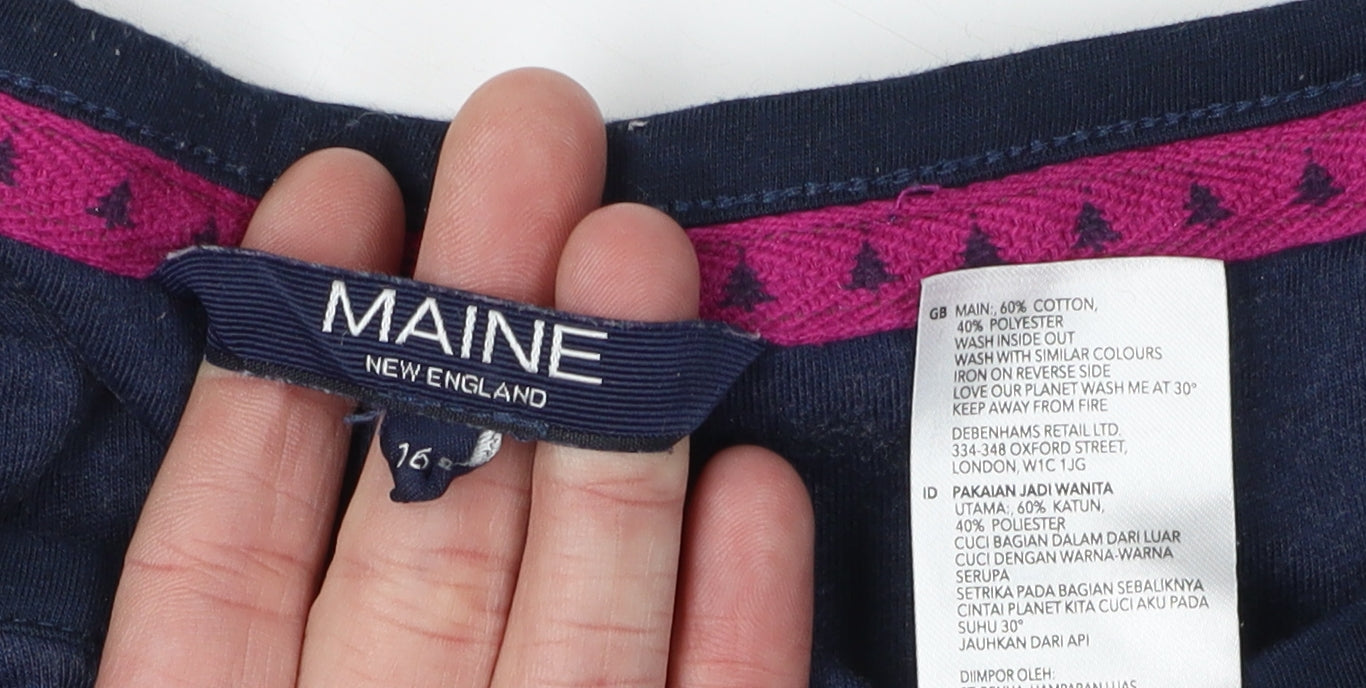 MAINE
NEW ENGLAND
16
GB MAIN:, 60% COTTON,
40% POLYESTER
WASH INSIDE OUT
WASH WITH SIMILAR COLOURS
IRON ON REVERSE SIDE
LOVE OUR PLANET WASH ME AT 30°
KEEP AWAY FROM FIRE
DEBENHAMS RETAIL LTD.
334-348 OXFORD STREET,
LONDON, W1C 1JG
ID PAKAIAN JADI WANITA
UTAMA:, 60% KATUN,
40% POLIESTER
CUCI BAGIAN DALAM DARI LUAR
CUCI DENGAN WARNA-WARNA
SERUPA
SETRIKA PADA BAGIAN SEBALIKNYA
CINTAI PLANET KITA CUCI AKU PADA
SUHU 30°
JAUHKAN DARI API
DIIMPOR OLEH: